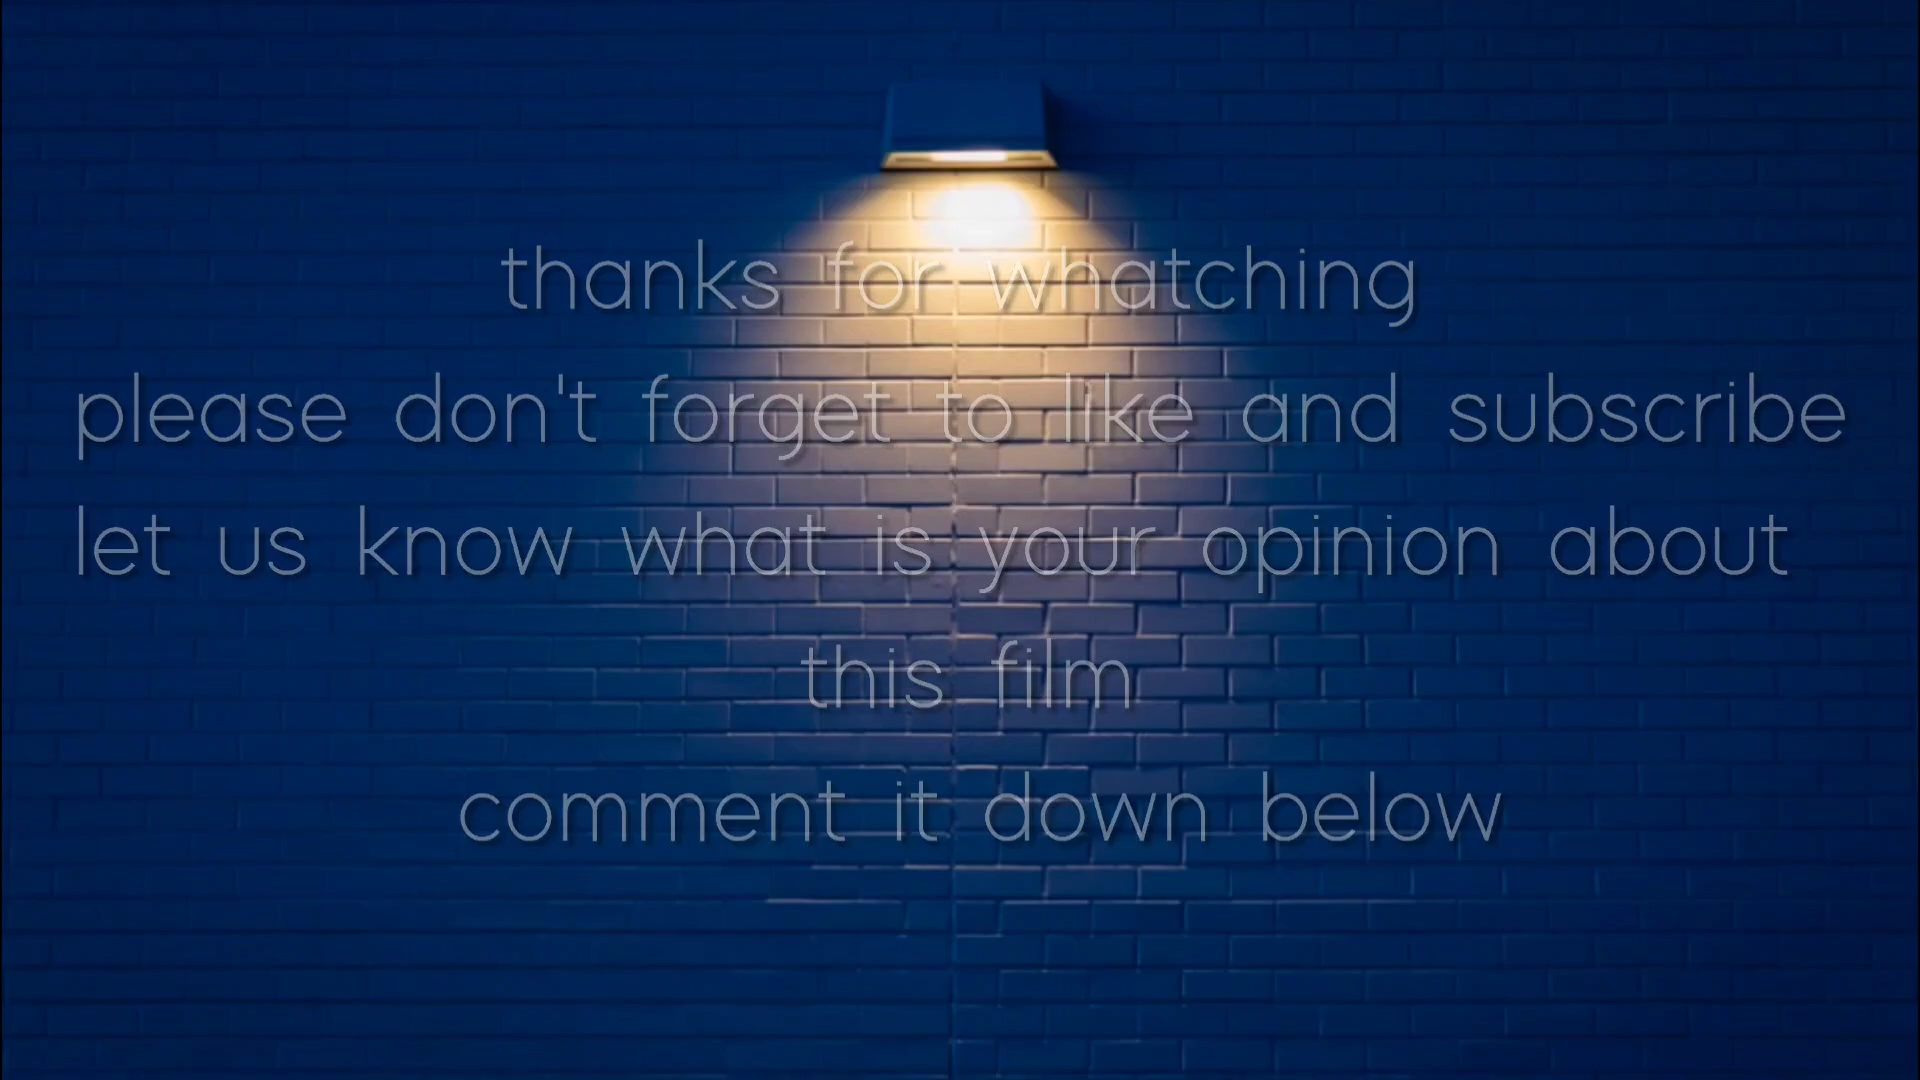 thanks for whatching
please don't forget to like and subscribe
let us know what is your opinion about
this film
comment it down below